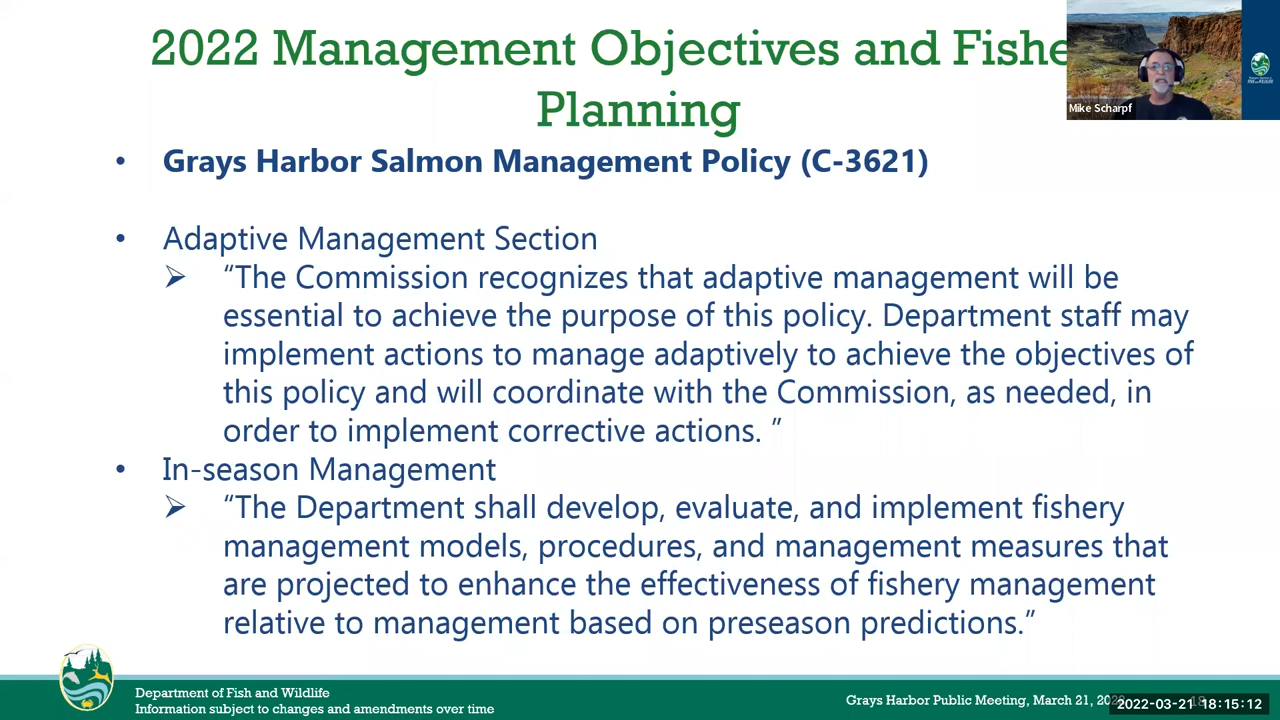 2022 Management Objectives and Fishe
Planning
Mike Scharpf
• Grays Harbor Salmon Management Policy (C-3621)
• Adaptive Management Section
➢ “The Commission recognizes that adaptive management will be
essential to achieve the purpose of this policy. Department staff may
implement actions to manage adaptively to achieve the objectives of
this policy and will coordinate with the Commission, as needed, in
order to implement corrective actions. ”
• In-season Management
➢ “The Department shall develop, evaluate, and implement fishery
management models, procedures, and management measures that
are projected to enhance the effectiveness of fishery management
relative to management based on preseason predictions.”
Department of Fish and Wildlife
Information subject to changes and amendments over time
Grays Harbor Public Meeting, March 21, 2022
18
2022-03-21 18:15:12